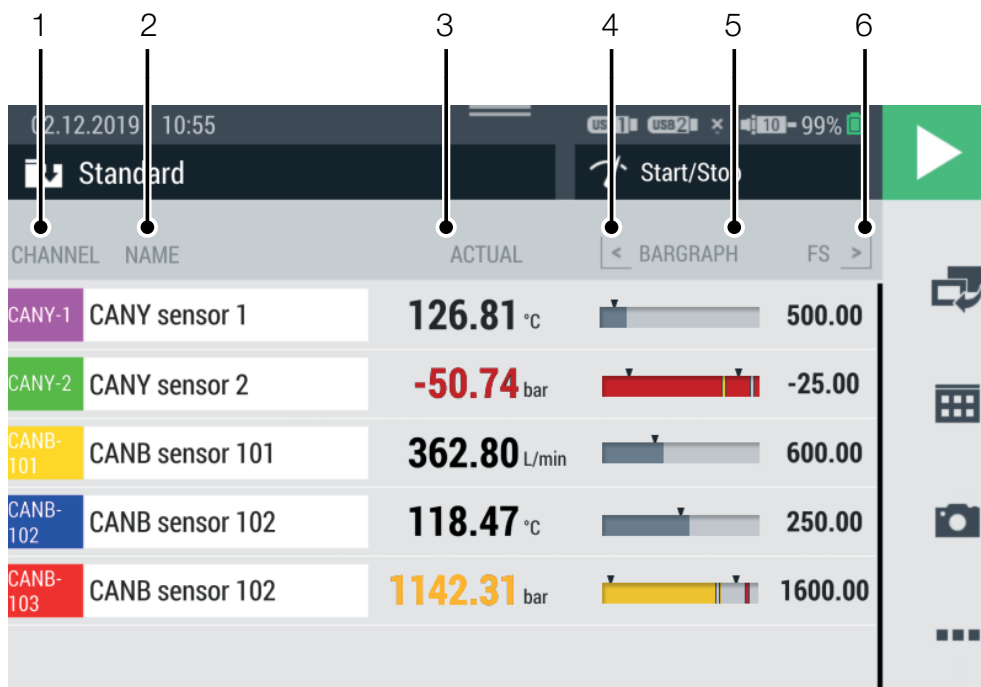 1 2 3 4 5 6
02.12.2019 10:55 USB1 USB2 10 99%
Standard Start/Stop
CHANNEL NAME ACTUAL < BARGRAPH FS >
CANY-1 CANY sensor 1 126.81 °C 500.00
CANY-2 CANY sensor 2 -50.74 bar -25.00
CANB-
101 CANB sensor 101 362.80 L/min 600.00
CANB-
102 CANB sensor 102 118.47 °C 250.00
CANB-
103 CANB sensor 102 1142.31 bar 1600.00